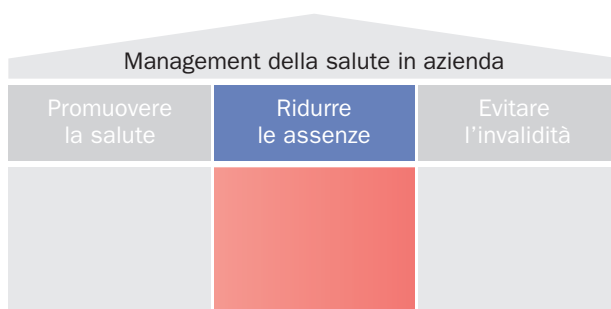 Management della salute in azienda
Promuovere
la salute
Ridurre
le assenze
Evitare
l'invalidità